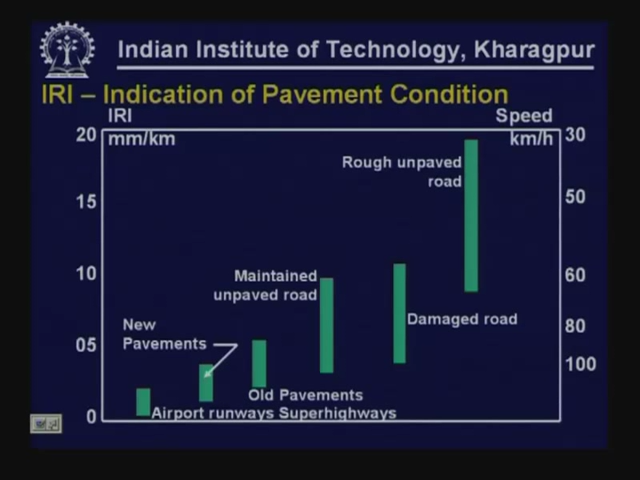 Indian Institute of Technology, Kharagpur
IRI – Indication of Pavement Condition
IRI
mm/km
Speed
km/h
20
15
10
05
0
30
50
60
80
100
Rough unpaved
road
Maintained
unpaved road
Damaged road
New
Pavements
Old Pavements
Airport runways Superhighways